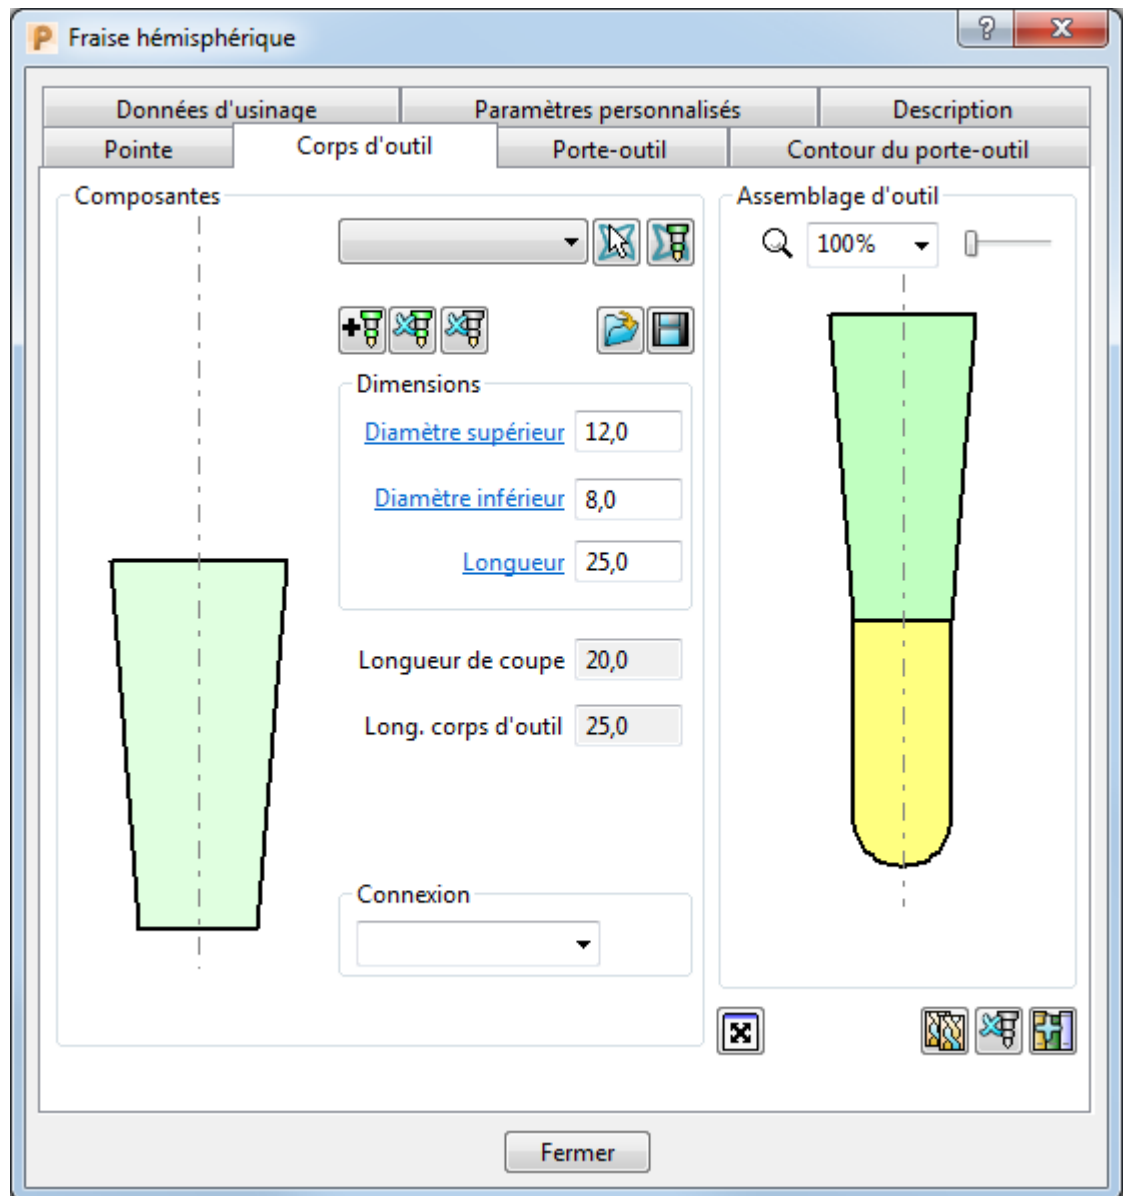 Fraise hémisphérique
Données d'usinage Paramètres personnalisés Description
Pointe Corps d'outil Porte-outil Contour du porte-outil
Composantes
Assemblage d'outil
100%
Dimensions
Diamètre supérieur 12,0
Diamètre inférieur 8,0
Longueur 25,0
Longueur de coupe 20,0
Long. corps d'outil 25,0
Connexion
Fermer